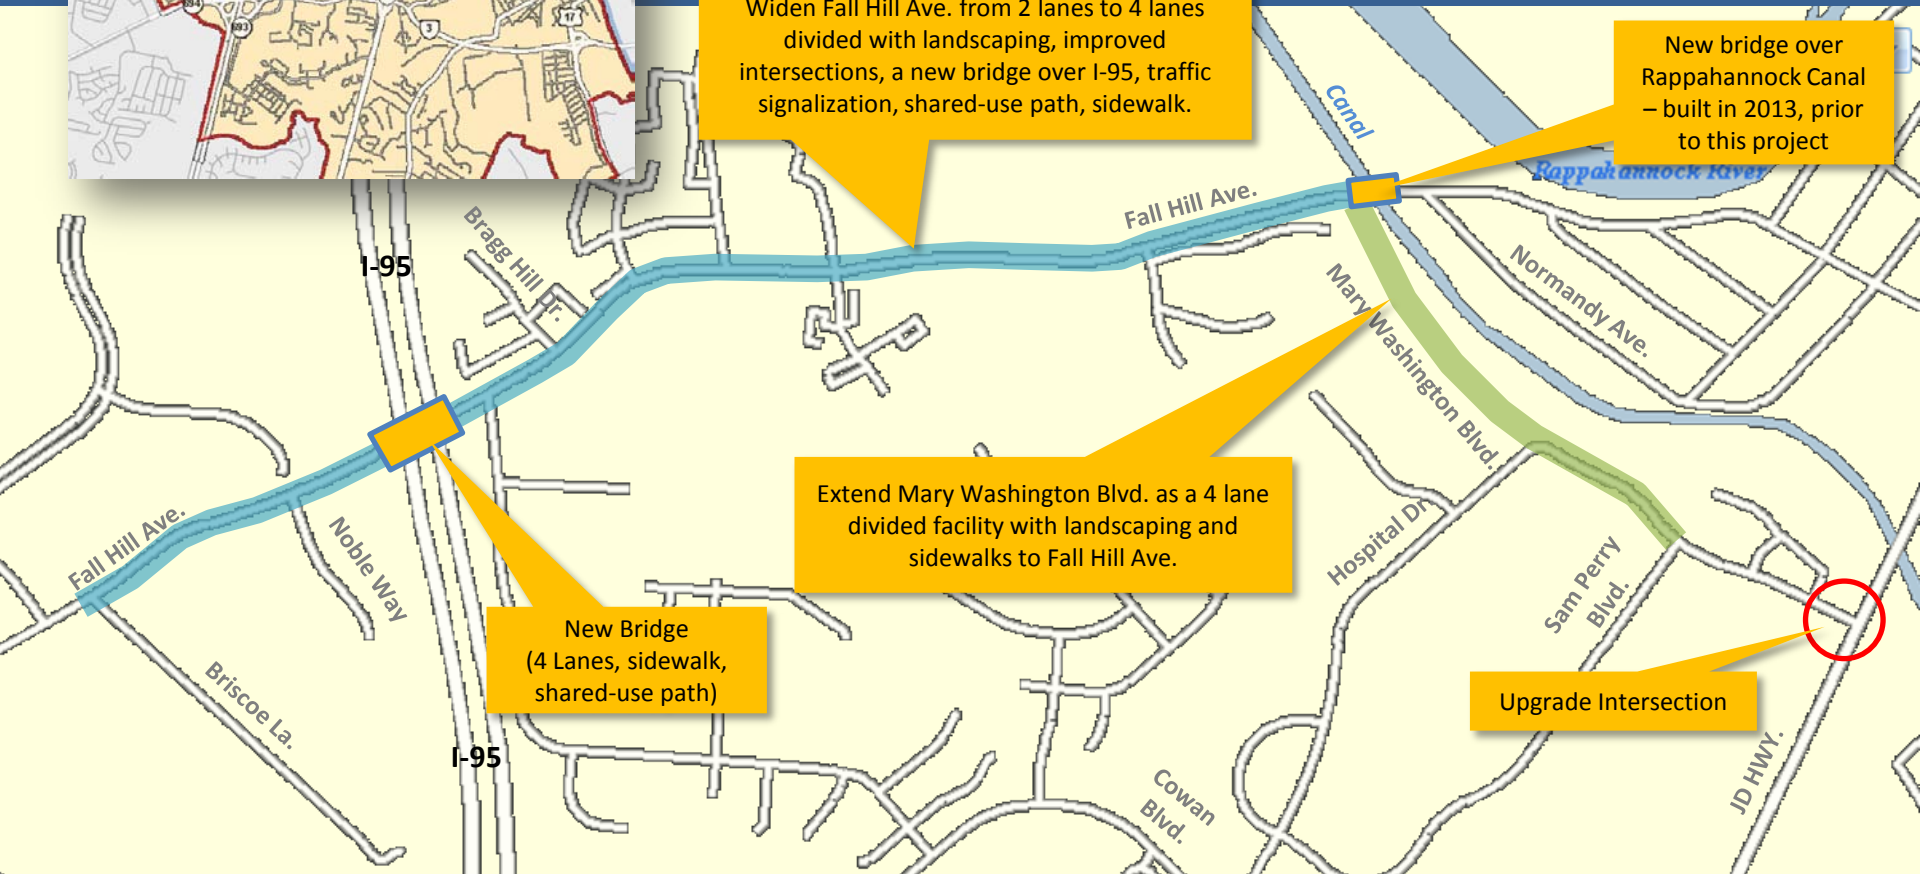 694
693
3
17
Widen Fall Hill Ave. from 2 lanes to 4 lanes
divided with landscaping, improved
intersections, a new bridge over I-95, traffic
signalization, shared-use path, sidewalk.
New bridge over
Rappahannock Canal
– built in 2013, prior
to this project
Canal
Rappahannock River
Fall Hill Ave.
Bragg Hill Dr.
I-95
Normandy Ave.
Mary Washington Blvd.
Extend Mary Washington Blvd. as a 4 lane
divided facility with landscaping and
sidewalks to Fall Hill Ave.
Hospital Dr.
Fall Hill Ave.
Noble Way
Sam Perry
Blvd.
New Bridge
(4 Lanes, sidewalk,
shared-use path)
Upgrade Intersection
Briscoe La.
I-95
Cowan
Blvd.
JD HWY.